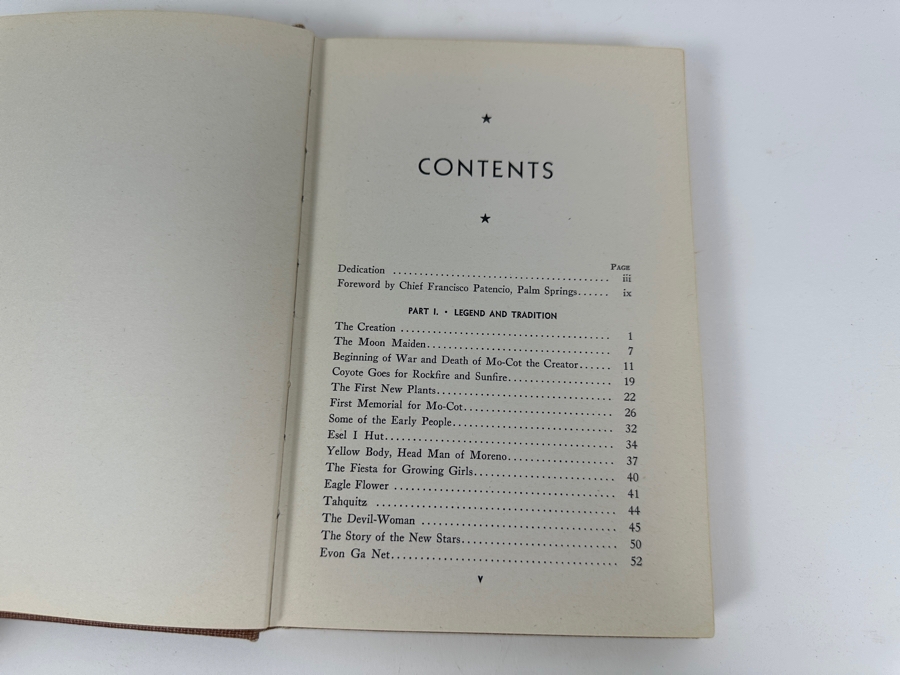 CONTENTS
PAGE
Dedication ........................................ iii
Foreword by Chief Francisco Patencio, Palm Springs...... ix
PART I. • LEGEND AND TRADITION
The Creation ........................................ 1
The Moon Maiden................................... 7
Beginning of War and Death of Mo-Cot the Creator...... 11
Coyote Goes for Rockfire and Sunfire................... 19
The First New Plants................................. 22
First Memorial for Mo-Cot............................ 26
Some of the Early People.............................. 32
Esel I Hut........................................... 34
Yellow Body, Head Man of Moreno.................... 37
The Fiesta for Growing Girls.......................... 40
Eagle Flower ........................................ 41
Tahquitz ........................................... 44
The Devil-Woman ................................... 45
The Story of the New Stars............................ 50
Evon Ga Net......................................... 52
v